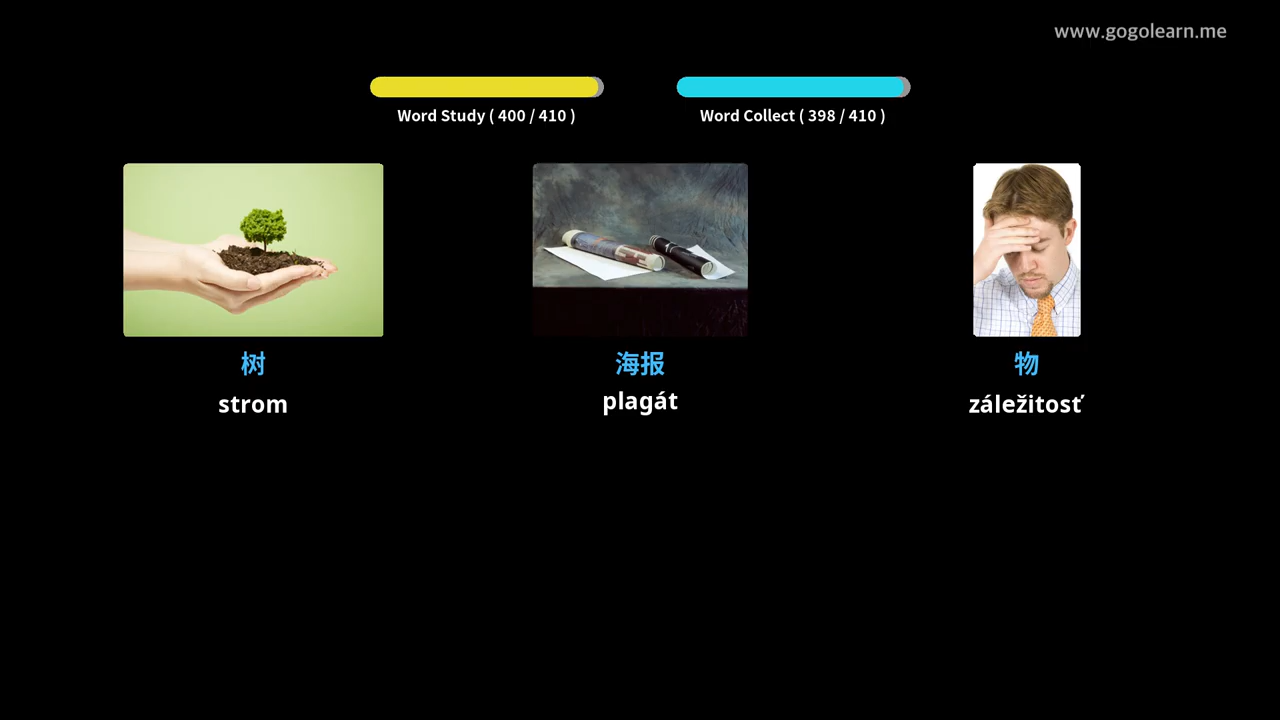 www.gogolearn.me
Word Study ( 400 / 410 )
Word Collect ( 398 / 410 )
树
strom
海报
plagát
物
záležitosť